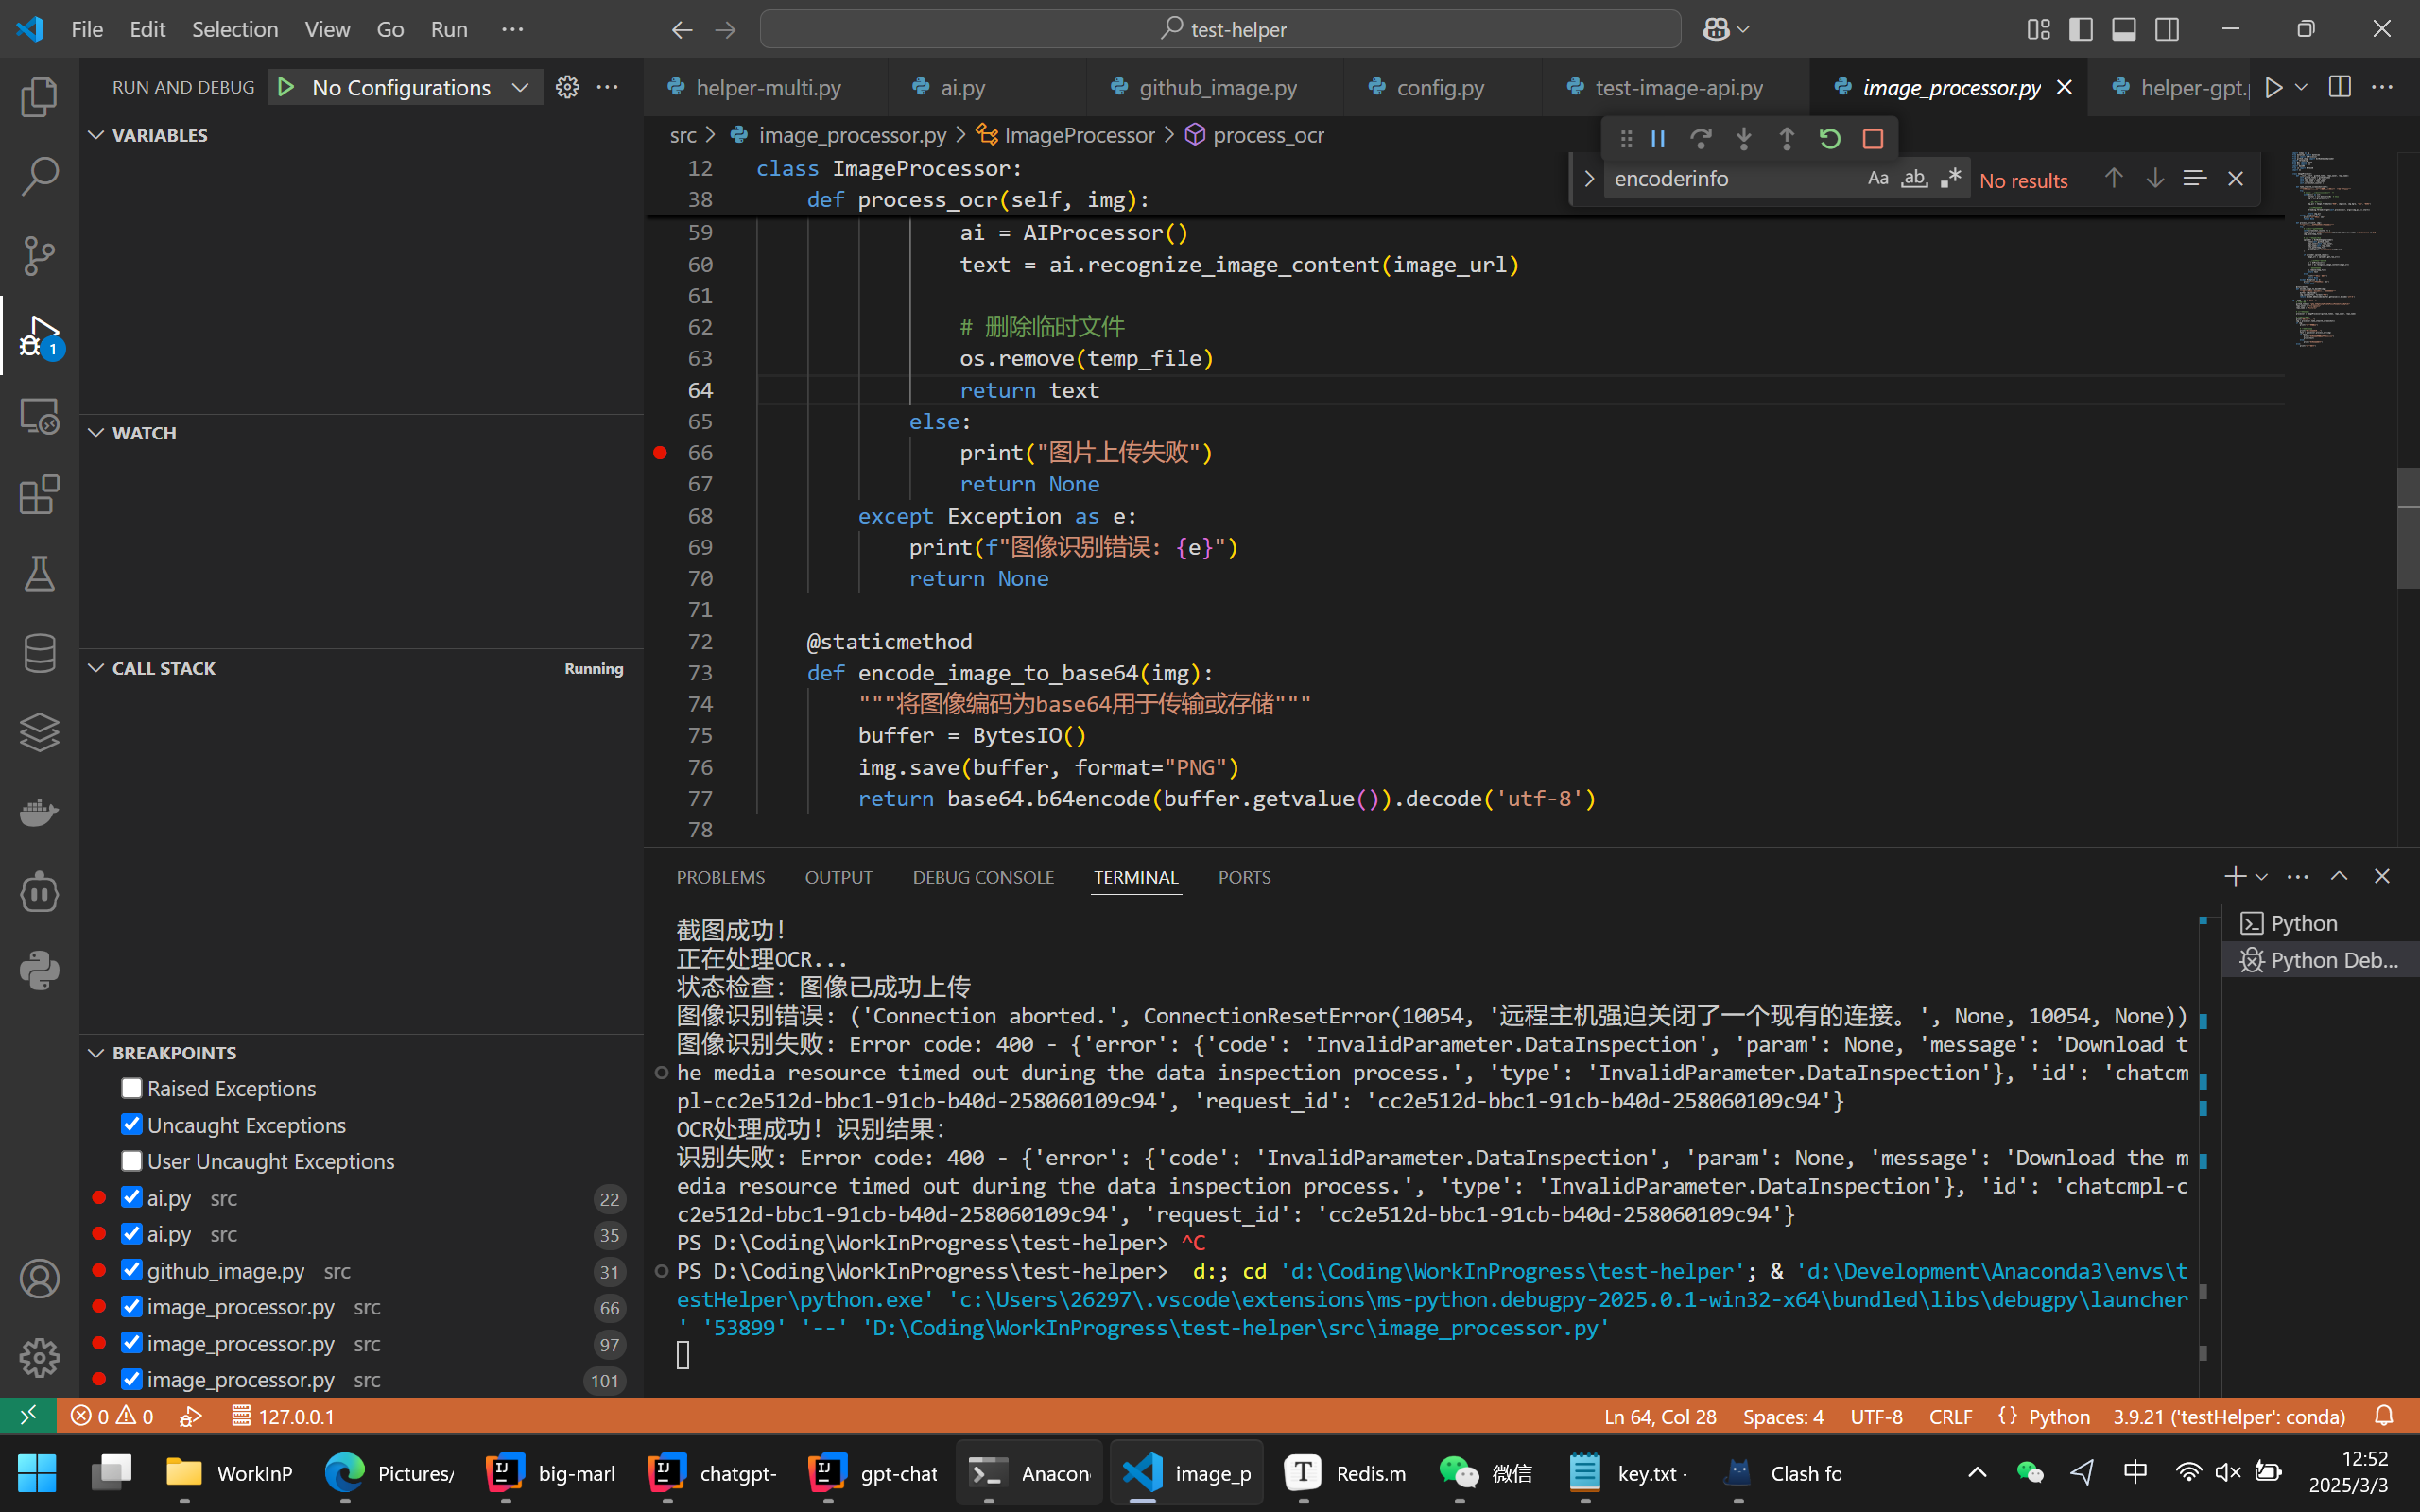 File Edit Selection View Go Run ···
test-helper
RUN AND DEBUG No Configurations
helper-multi.py ai.py github_image.py config.py test-image-api.py image_processor.py helper-gpt.
VARIABLES
src > image_processor.py > ImageProcessor > process_ocr
encoderinfo Aa ab .* No results
12 class ImageProcessor:
38 def process_ocr(self, img):
59 ai = AIProcessor()
60 text = ai.recognize_image_content(image_url)
61
62 # 删除临时文件
63 os.remove(temp_file)
64 return text
65 else:
66 print("图片上传失败")
67 return None
68 except Exception as e:
69 print(f"图像识别错误: {e}")
70 return None
71
72 @staticmethod
73 def encode_image_to_base64(img):
74 """将图像编码为base64用于传输或存储"""
75 buffer = BytesIO()
76 img.save(buffer, format="PNG")
77 return base64.b64encode(buffer.getvalue()).decode('utf-8')
78
1
WATCH
CALL STACK Running
BREAKPOINTS
Raised Exceptions
Uncaught Exceptions
User Uncaught Exceptions
ai.py src 22
ai.py src 35
github_image.py src 31
image_processor.py src 66
image_processor.py src 97
image_processor.py src 101
PROBLEMS OUTPUT DEBUG CONSOLE TERMINAL PORTS
Python
Python Deb...
截图成功!
正在处理OCR...
状态检查: 图像已成功上传
图像识别错误: ('Connection aborted.', ConnectionResetError(10054, '远程主机强迫关闭了一个现有的连接。', None, 10054, None))
图像识别失败: Error code: 400 - {'error': {'code': 'InvalidParameter.DataInspection', 'param': None, 'message': 'Download t
he media resource timed out during the data inspection process.', 'type': 'InvalidParameter.DataInspection'}, 'id': 'chatcm
pl-cc2e512d-bbc1-91cb-b40d-258060109c94', 'request_id': 'cc2e512d-bbc1-91cb-b40d-258060109c94'}
OCR处理成功! 识别结果:
识别失败: Error code: 400 - {'error': {'code': 'InvalidParameter.DataInspection', 'param': None, 'message': 'Download the m
edia resource timed out during the data inspection process.', 'type': 'InvalidParameter.DataInspection'}, 'id': 'chatcmpl-c
c2e512d-bbc1-91cb-b40d-258060109c94', 'request_id': 'cc2e512d-bbc1-91cb-b40d-258060109c94'}
PS D:\Coding\WorkInProgress\test-helper> ^C
PS D:\Coding\WorkInProgress\test-helper> d:; cd 'd:\Coding\WorkInProgress\test-helper'; & 'd:\Development\Anaconda3\envs\t
estHelper\python.exe' 'c:\Users\26297\.vscode\extensions\ms-python.debugpy-2025.0.1-win32-x64\bundled\libs\debugpy\launcher
' '53899' '--' 'D:\Coding\WorkInProgress\test-helper\src\image_processor.py'
0 0 127.0.0.1 Ln 64, Col 28 Spaces: 4 UTF-8 CRLF {} Python 3.9.21 ('testHelper': conda)
WorkInP Pictures/ big-marl chatgpt- gpt-chat Anacon image_p Redis.m 微信 key.txt - Clash fo 中 12:52
2025/3/3